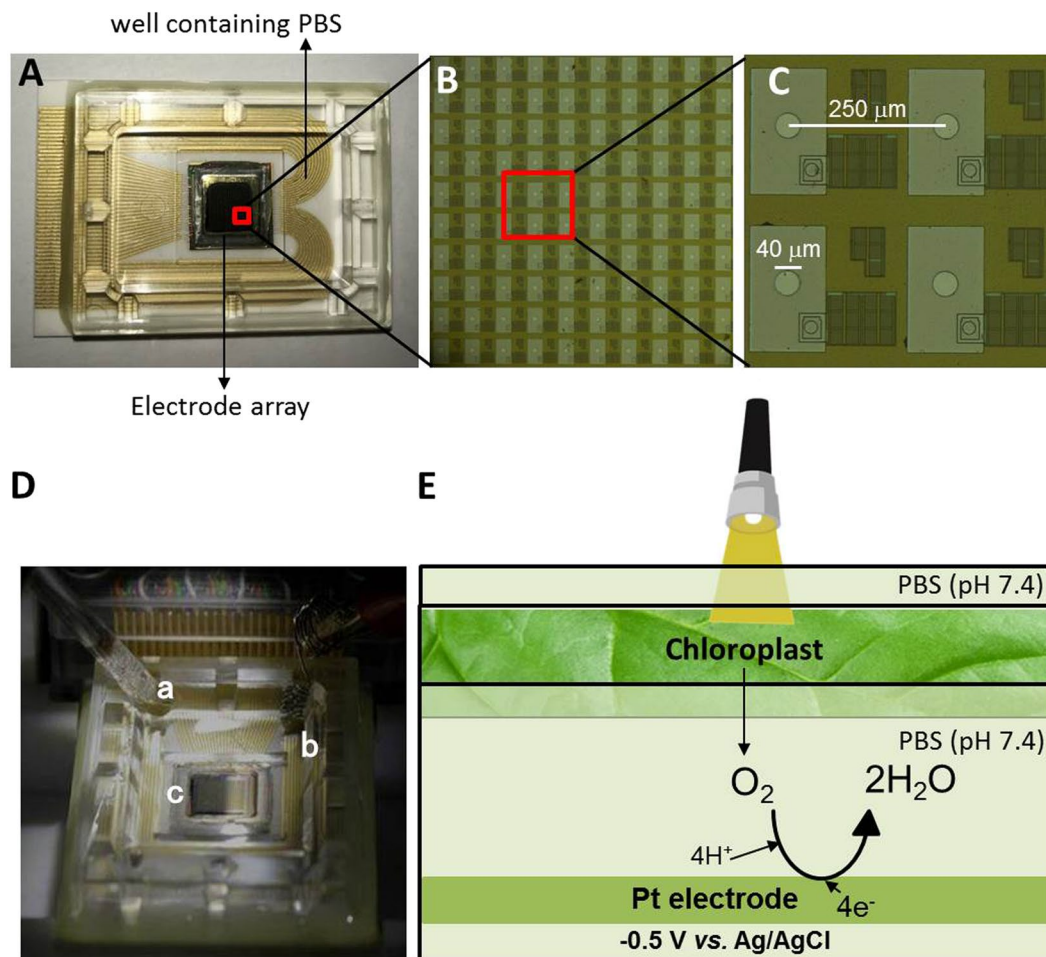 well containing PBS
A
B
C
250 μm
40 μm
Electrode array
D
E
a
b
c
PBS (pH 7.4)
Chloroplast
PBS (pH 7.4)
O₂
2H₂O
4H⁺
Pt electrode
4e⁻
-0.5 V vs. Ag/AgCl